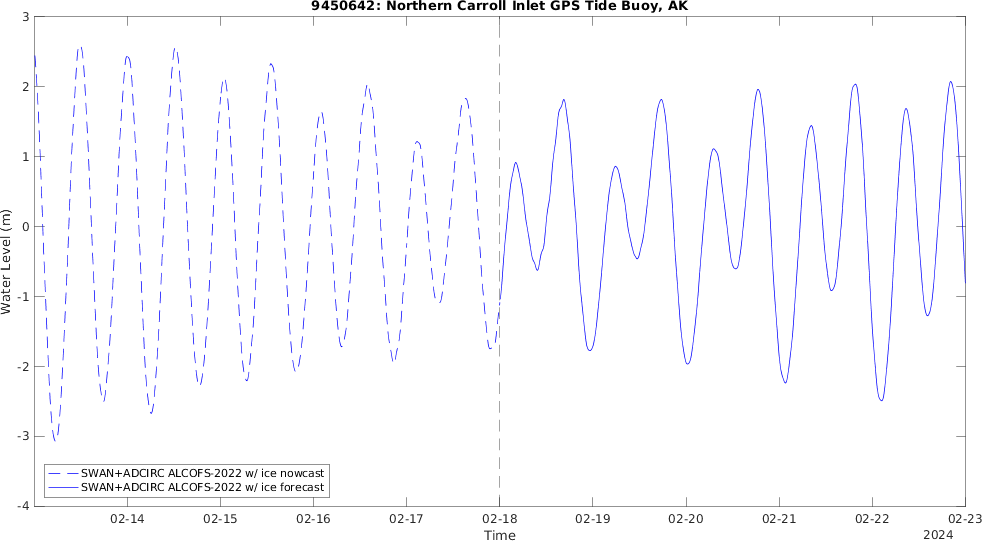 9450642: Northern Carroll Inlet GPS Tide Buoy, AK
3
2
1
0
-1
-2
-3
-4
Water Level (m)
SWAN+ADCIRC ALCOFS-2022 w/ ice nowcast
SWAN+ADCIRC ALCOFS-2022 w/ ice forecast
02-14 02-15 02-16 02-17 02-18 02-19 02-20 02-21 02-22 02-23
Time
2024